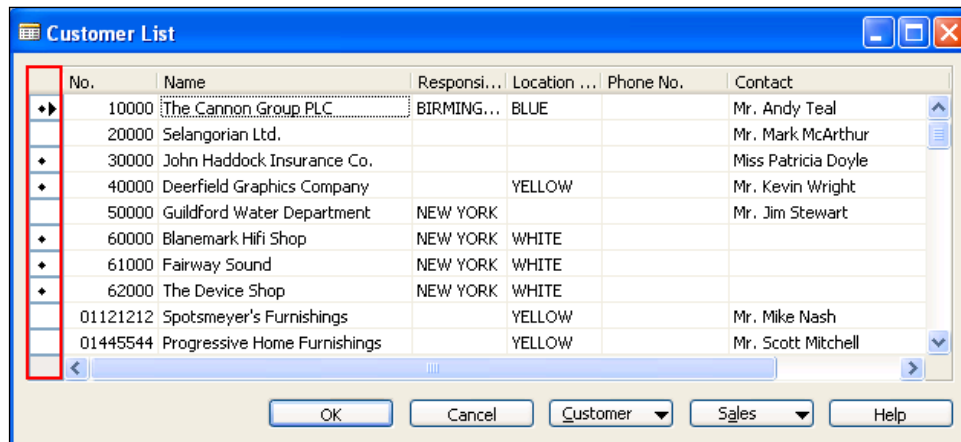 Customer List
No. Name Responsi... Location ... Phone No. Contact
10000 The Cannon Group PLC BIRMING... BLUE Mr. Andy Teal
20000 Selangorian Ltd. Mr. Mark McArthur
30000 John Haddock Insurance Co. Miss Patricia Doyle
40000 Deerfield Graphics Company YELLOW Mr. Kevin Wright
50000 Guildford Water Department NEW YORK Mr. Jim Stewart
60000 Blanemark Hifi Shop NEW YORK WHITE
61000 Fairway Sound NEW YORK WHITE
62000 The Device Shop NEW YORK WHITE
01121212 Spotsmeyer's Furnishings YELLOW Mr. Mike Nash
01445544 Progressive Home Furnishings YELLOW Mr. Scott Mitchell
OK Cancel Customer Sales Help